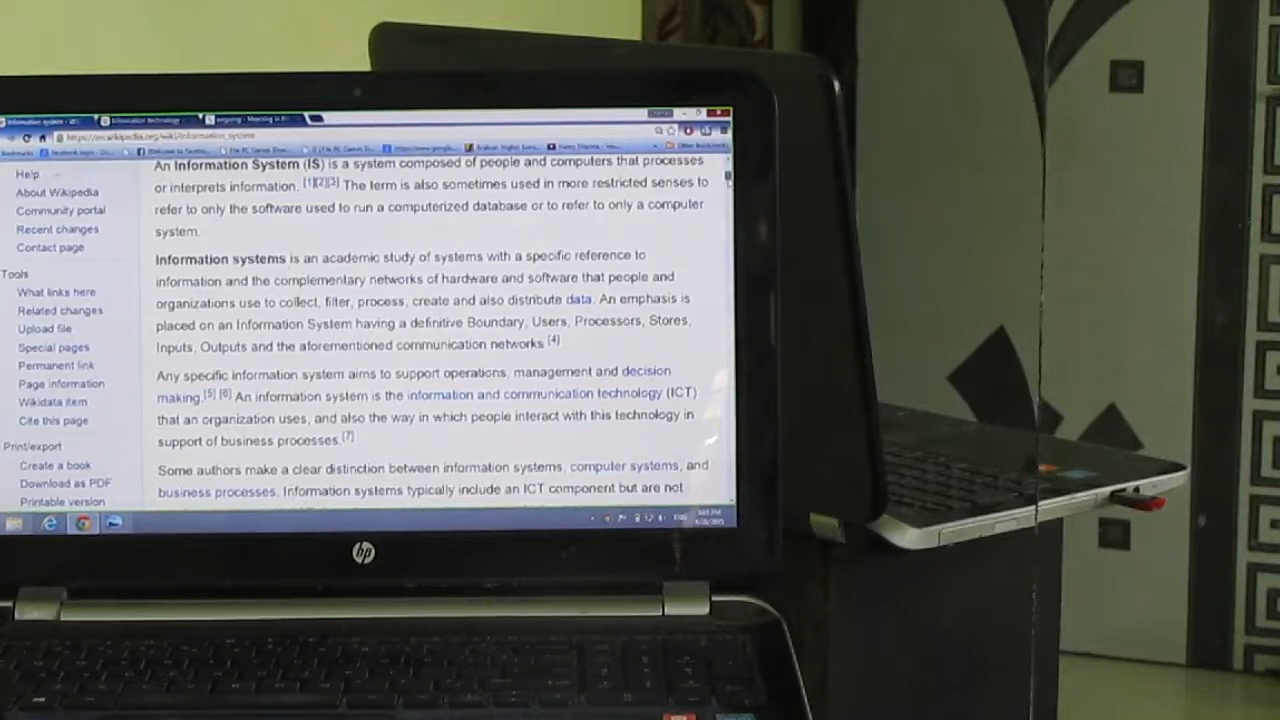 Information technology
https://en.wikipedia.org/wiki/Information_system
Help
About Wikipedia
Community portal
Recent changes
Contact page
Tools
What links here
Related changes
Upload file
Special pages
Permanent link
Page information
Wikidata item
Cite this page
Print/export
Create a book
Download as PDF
Printable version
An Information System (IS) is a system composed of people and computers that processes
or interprets information. [1][2][3] The term is also sometimes used in more restricted senses to
refer to only the software used to run a computerized database or to refer to only a computer
system.
Information systems is an academic study of systems with a specific reference to
information and the complementary networks of hardware and software that people and
organizations use to collect, filter, process, create and also distribute data. An emphasis is
placed on an Information System having a definitive Boundary, Users, Processors, Stores,
Inputs, Outputs and the aforementioned communication networks [4]
Any specific information system aims to support operations, management and decision
making.[5] [6] An information system is the information and communication technology (ICT)
that an organization uses, and also the way in which people interact with this technology in
support of business processes.[7]
Some authors make a clear distinction between information systems, computer systems, and
business processes. Information systems typically include an ICT component but are not
hp